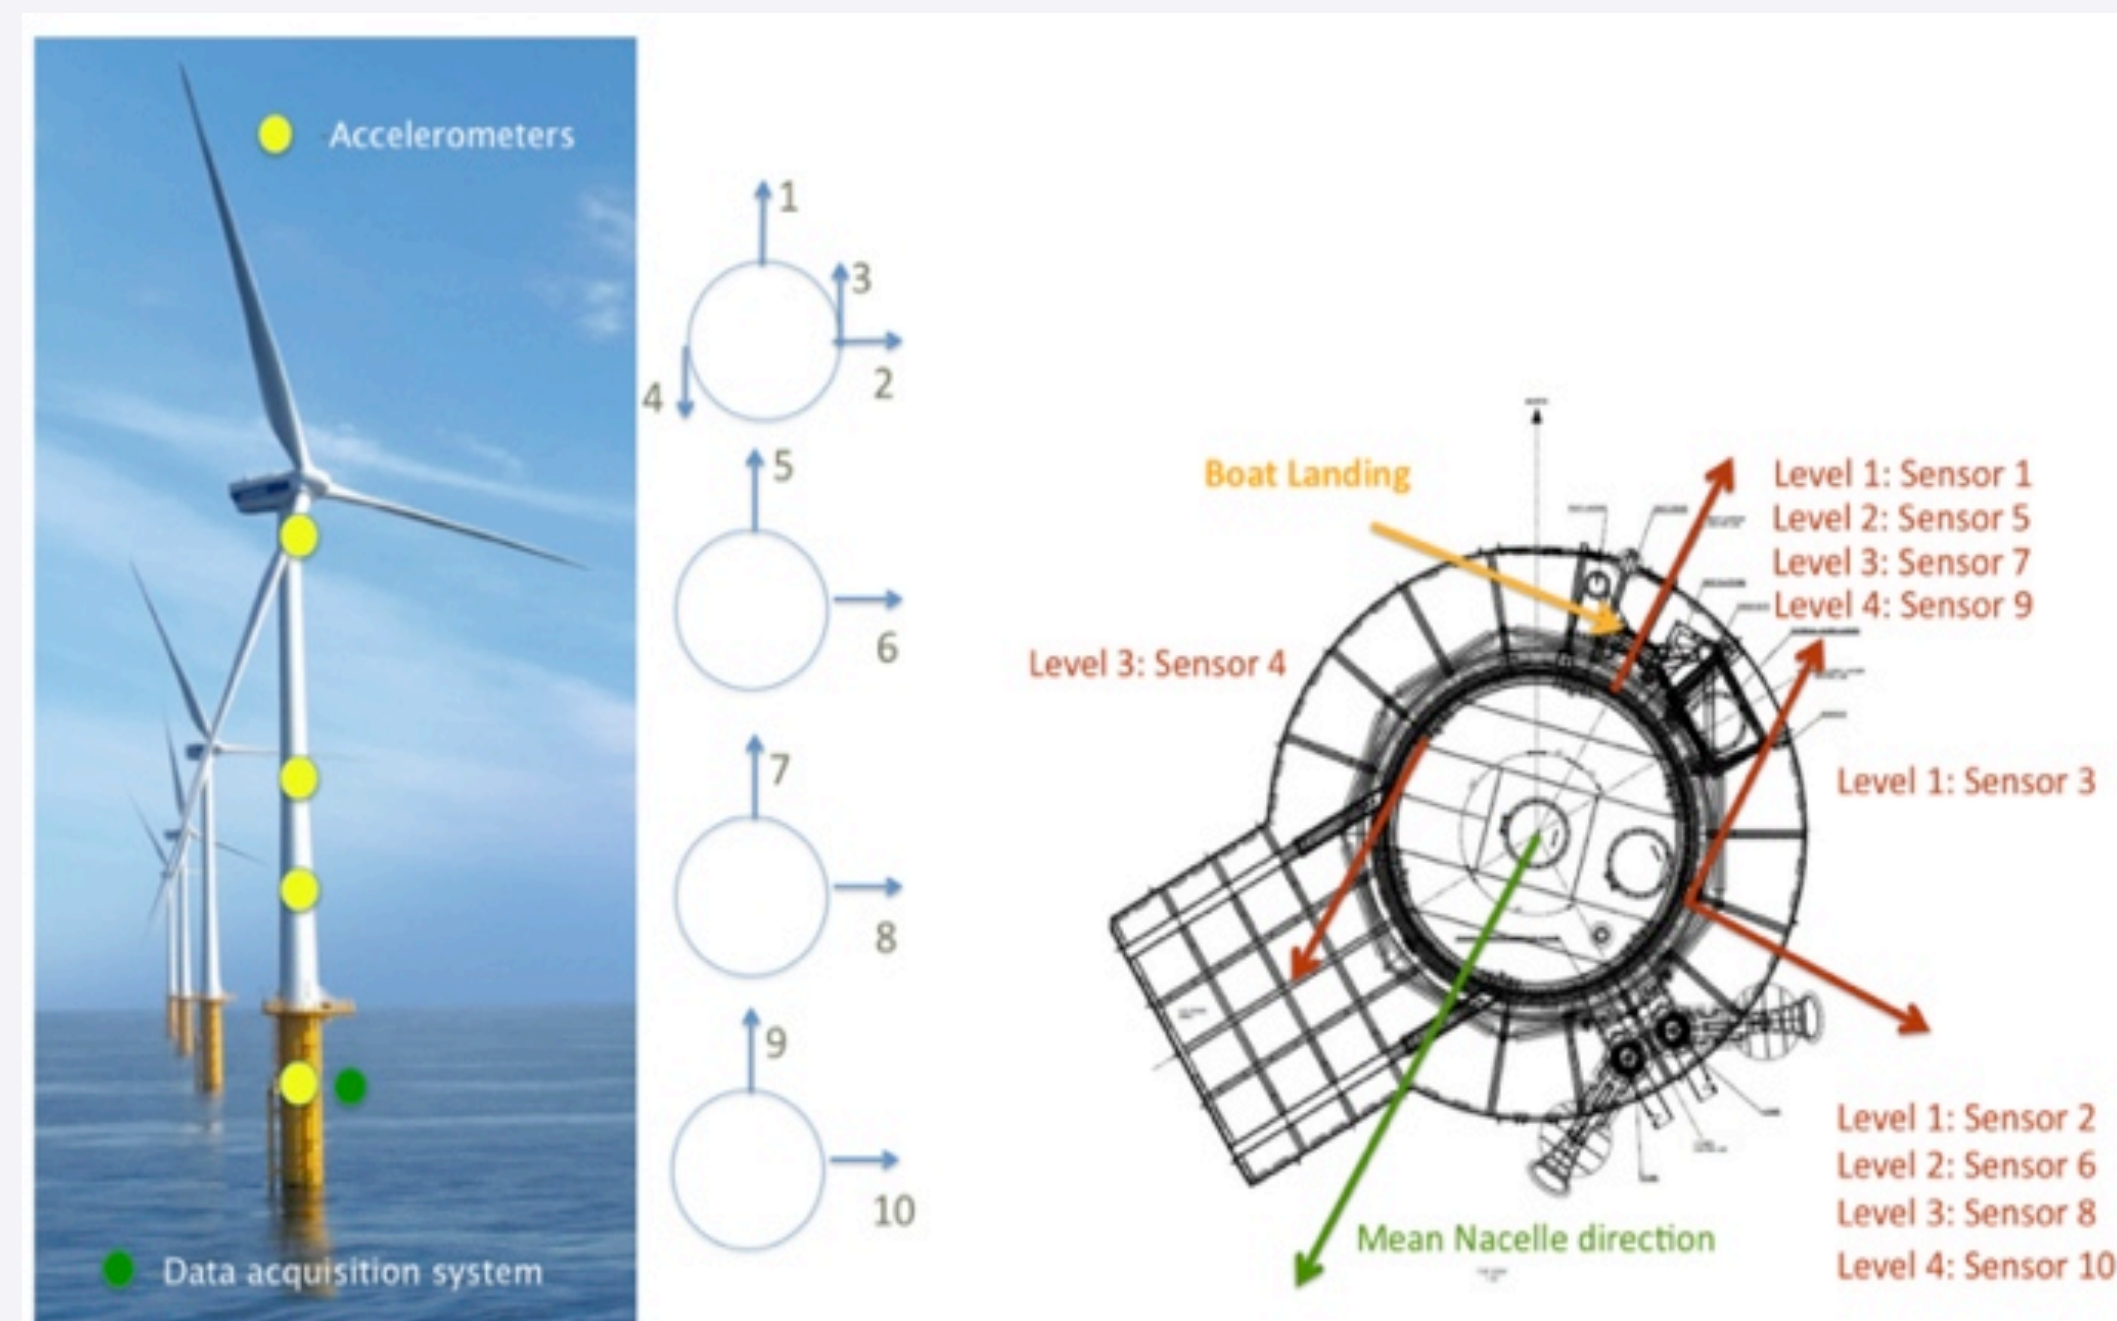 Accelerometers
1
3
4
2
5
6
7
8
9
10
Data acquisition system
Boat Landing
Level 1: Sensor 1
Level 2: Sensor 5
Level 3: Sensor 7
Level 4: Sensor 9
Level 3: Sensor 4
Level 1: Sensor 3
Level 1: Sensor 2
Level 2: Sensor 6
Level 3: Sensor 8
Level 4: Sensor 10
Mean Nacelle direction